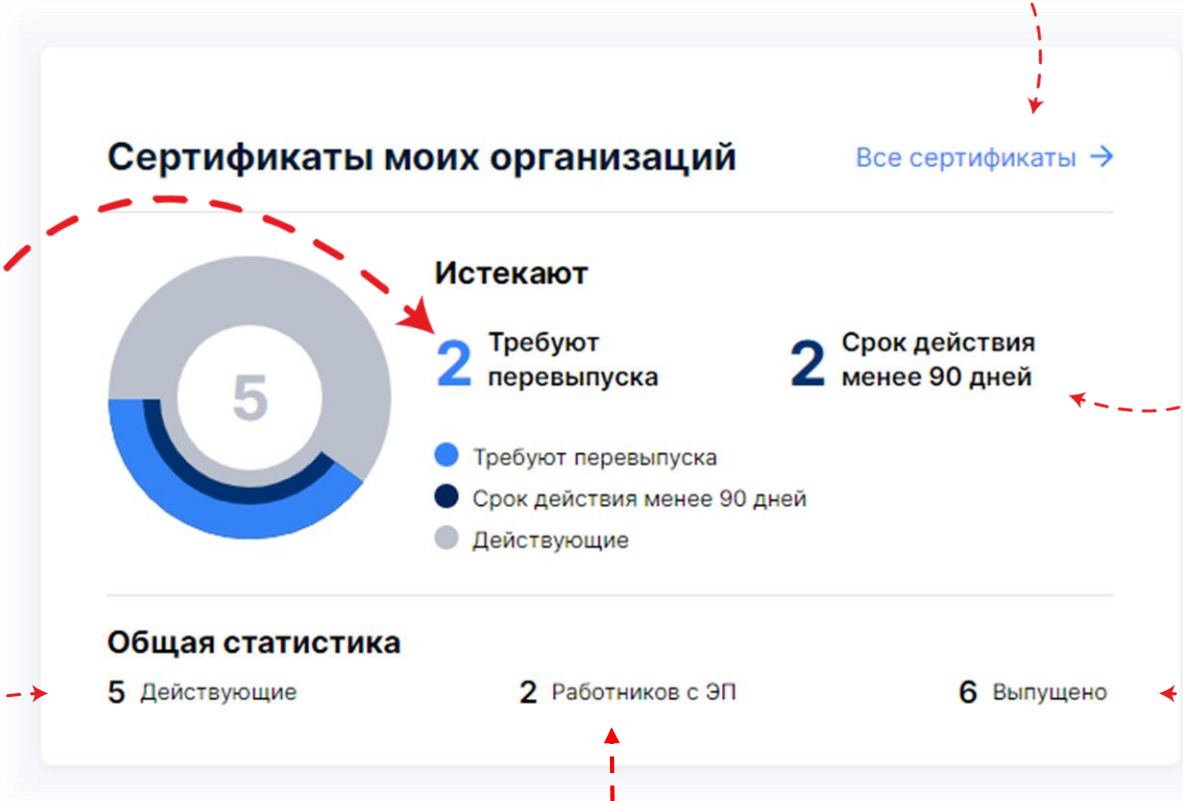 Сертификаты моих организаций
Все сертификаты →
Истекают
5
2 Требуют перевыпуска
2 Срок действия менее 90 дней
Требуют перевыпуска
Срок действия менее 90 дней
Действующие
Общая статистика
5 Действующие
2 Работников с ЭП
6 Выпущено